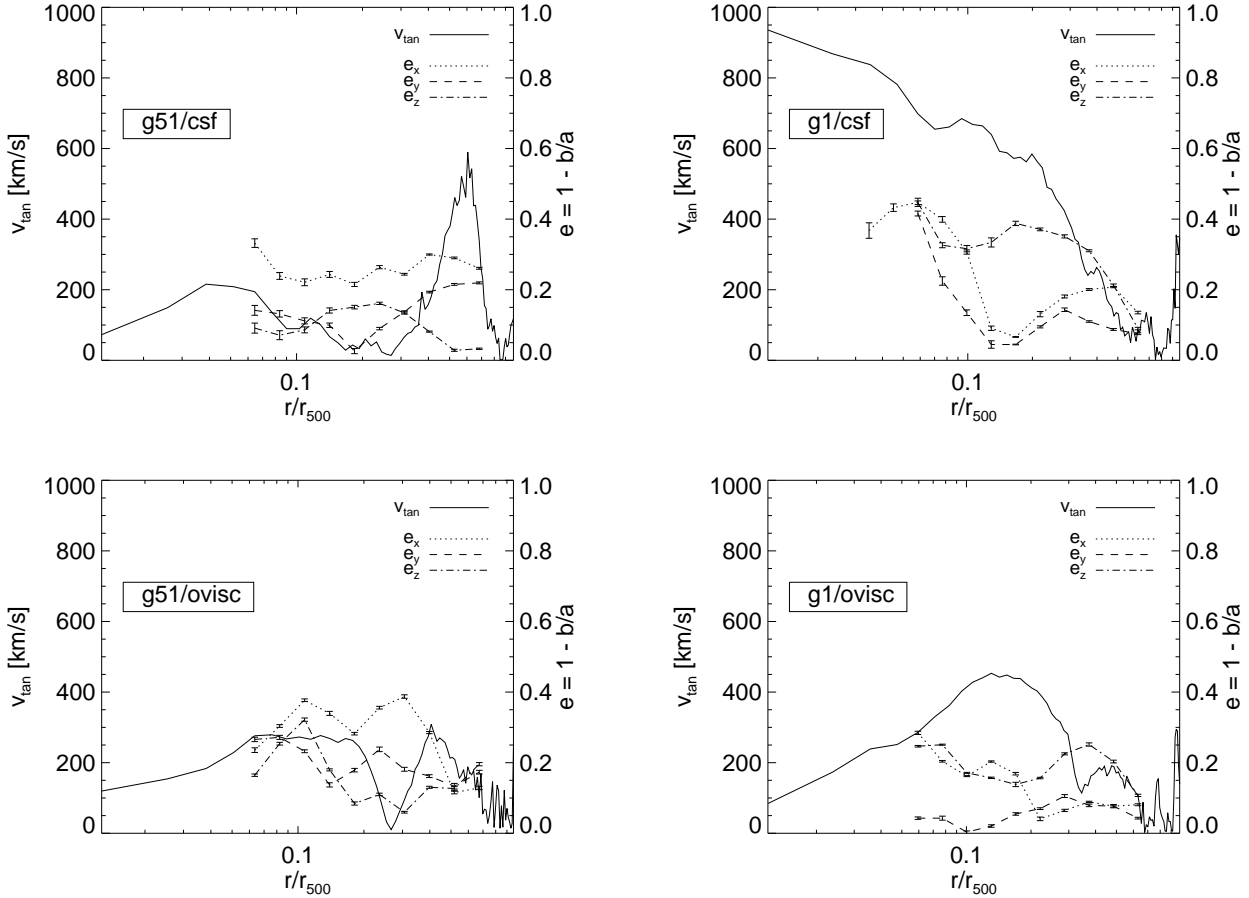 1000
800
600
400
200
0
v_tan [km/s]
g51/csf
v_tan
e_x
e_y
e_z
1.0
0.8
0.6
0.4
0.2
0.0
e = 1 - b/a
0.1
r/r_500
1000
800
600
400
200
0
v_tan [km/s]
g1/csf
v_tan
e_x
e_y
e_z
1.0
0.8
0.6
0.4
0.2
0.0
e = 1 - b/a
0.1
r/r_500
1000
800
600
400
200
0
v_tan [km/s]
g51/ovisc
v_tan
e_x
e_y
e_z
1.0
0.8
0.6
0.4
0.2
0.0
e = 1 - b/a
0.1
r/r_500
1000
800
600
400
200
0
v_tan [km/s]
g1/ovisc
v_tan
e_x
e_y
e_z
1.0
0.8
0.6
0.4
0.2
0.0
e = 1 - b/a
0.1
r/r_500